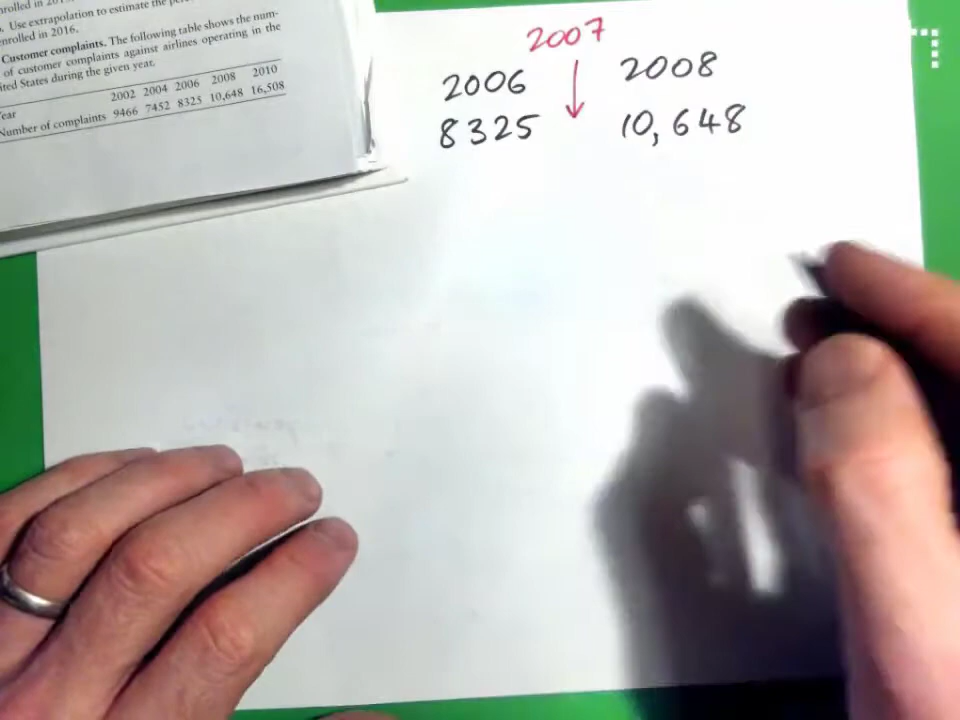 nrolled in 201
. Use extrapolation to estimate the
enrolled in 2016.
Customer complaints. The following table shows the num-
of customer complaints against airlines operating in the
ited States during the given year.
ear 2002 2004 2006 2008 2010
Number of complaints 9466 7452 8325 10,648 16,508
2007
2006 2008
8325 10,648